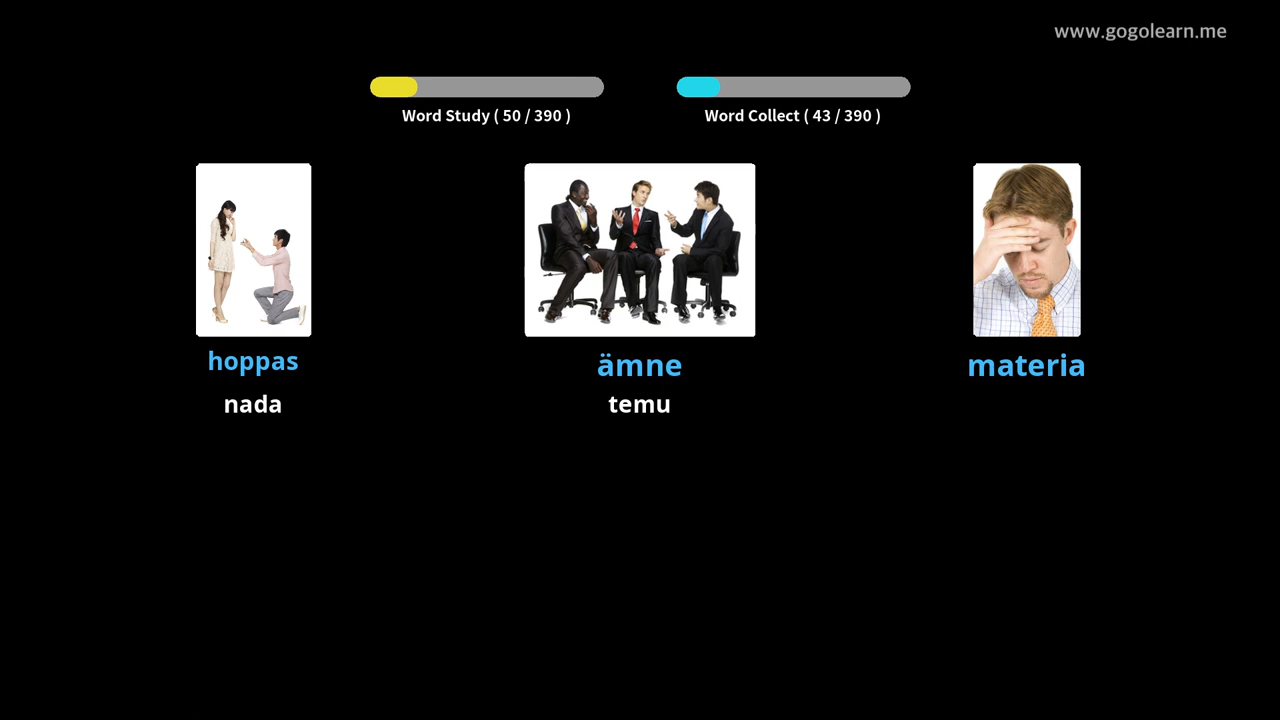 www.gogolearn.me
Word Study ( 50 / 390 )
Word Collect ( 43 / 390 )
hoppas
nada
ämne
temu
materia